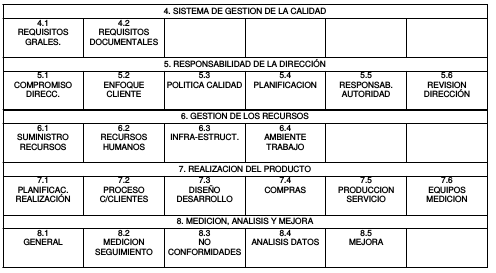 4. SISTEMA DE GESTION DE LA CALIDAD
4.1 4.2
REQUISITOS REQUISITOS
GRALES. DOCUMENTALES
5. RESPONSABILIDAD DE LA DIRECCIÓN
5.1 5.2 5.3 5.4 5.5 5.6
COMPROMISO ENFOQUE POLITICA CALIDAD PLANIFICACION RESPONSAB. REVISION
DIRECC. CLIENTE AUTORIDAD DIRECCIÓN
6. GESTION DE LOS RECURSOS
6.1 6.2 6.3 6.4
SUMINISTRO RECURSOS INFRA-ESTRUCT. AMBIENTE
RECURSOS HUMANOS TRABAJO
7. REALIZACION DEL PRODUCTO
7.1 7.2 7.3 7.4 7.5 7.6
PLANIFICAC. PROCESO DISEÑO COMPRAS PRODUCCION EQUIPOS
REALIZACIÓN C/CLIENTES DESARROLLO SERVICIO MEDICION
8. MEDICION, ANALISIS Y MEJORA
8.1 8.2 8.3 8.4 8.5
GENERAL MEDICION NO ANALISIS DATOS MEJORA
SEGUIMIENTO CONFORMIDADES